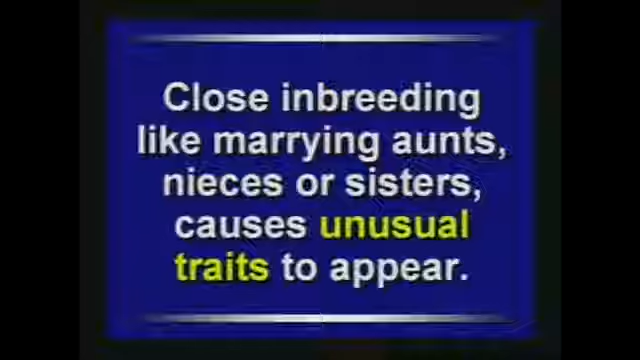 Close inbreeding
like marrying aunts,
nieces or sisters,
causes unusual
traits to appear.